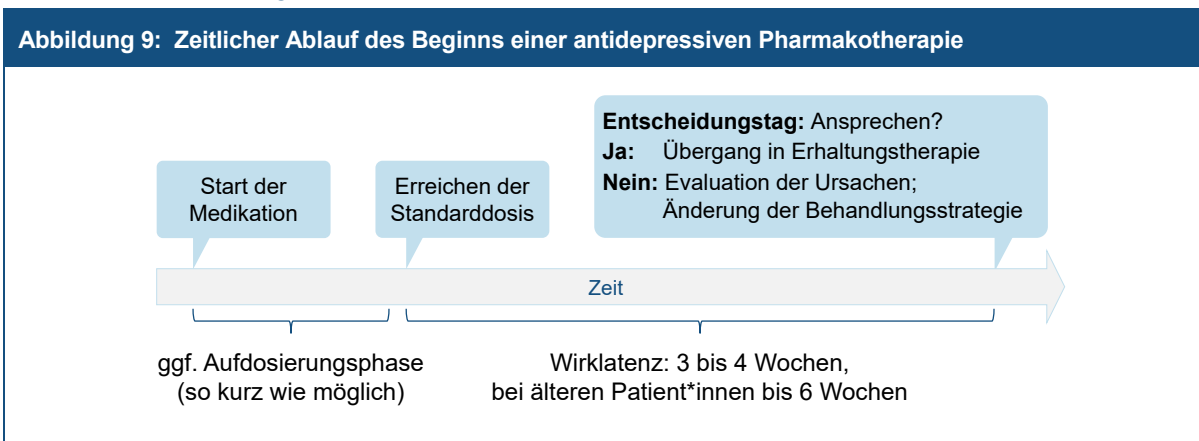 Abbildung 9: Zeitlicher Ablauf des Beginns einer antidepressiven Pharmakotherapie
Start der
Medikation
Erreichen der
Standarddosis
Entscheidungstag: Ansprechen?
Ja: Übergang in Erhaltungstherapie
Nein: Evaluation der Ursachen;
Änderung der Behandlungsstrategie
Zeit
ggf. Aufdosierungsphase
(so kurz wie möglich)
Wirklatenz: 3 bis 4 Wochen,
bei älteren Patient*innen bis 6 Wochen